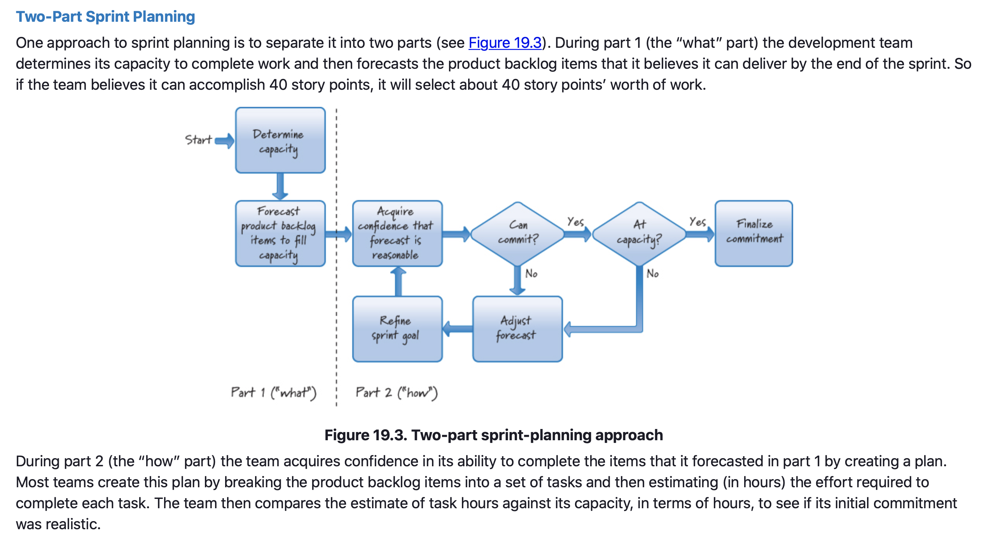 Two-Part Sprint Planning
One approach to sprint planning is to separate it into two parts (see Figure 19.3). During part 1 (the “what” part) the development team
determines its capacity to complete work and then forecasts the product backlog items that it believes it can deliver by the end of the sprint. So
if the team believes it can accomplish 40 story points, it will select about 40 story points’ worth of work.
Start
Determine
capacity
Forecast
product backlog
items to fill
capacity
Acquire
confidence that
forecast is
reasonable
Can
commit?
Yes
At
capacity?
Yes
Finalize
commitment
No
No
Refine
sprint goal
Adjust
forecast
Part 1 (“what”)
Part 2 (“how”)
Figure 19.3. Two-part sprint-planning approach
During part 2 (the “how” part) the team acquires confidence in its ability to complete the items that it forecasted in part 1 by creating a plan.
Most teams create this plan by breaking the product backlog items into a set of tasks and then estimating (in hours) the effort required to
complete each task. The team then compares the estimate of task hours against its capacity, in terms of hours, to see if its initial commitment
was realistic.